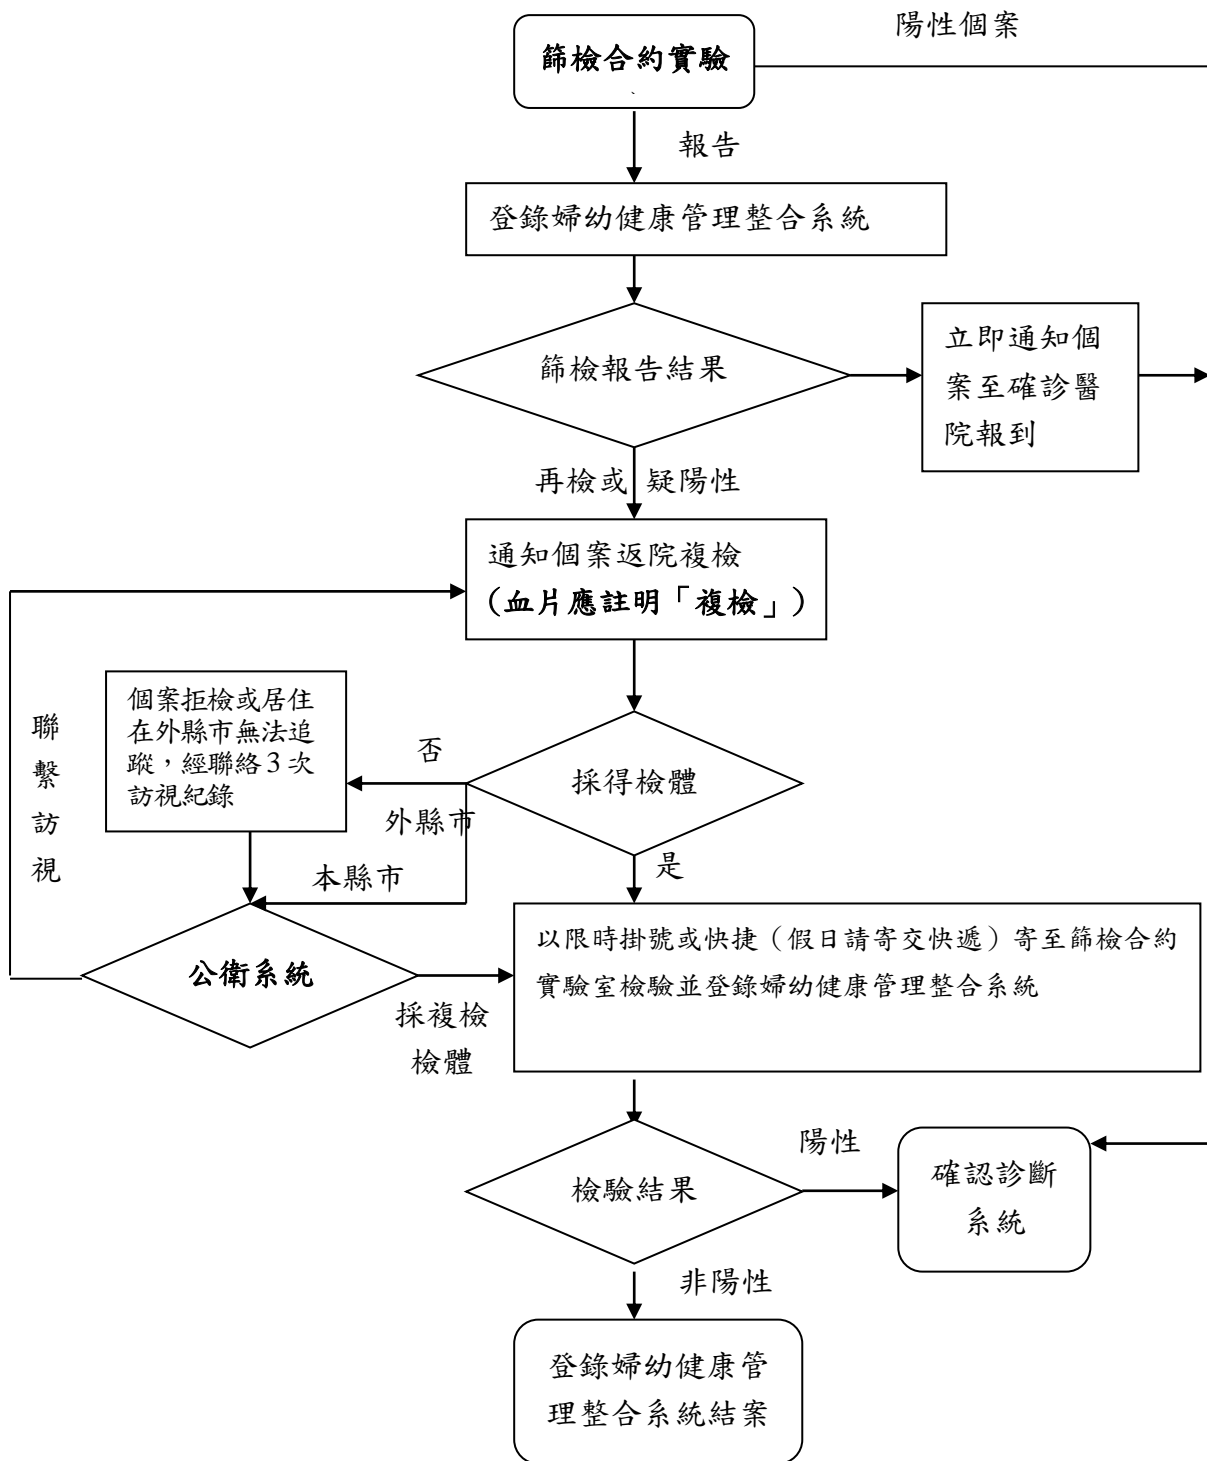 陽性個案
篩檢合約實驗
報告
登錄婦幼健康管理整合系統
篩檢報告結果
立即通知個
案至確診醫
院報到
再檢或 疑陽性
通知個案返院複檢
(血片應註明「複檢」)
個案拒檢或居住
在外縣市無法追
蹤,經聯絡3次
訪視紀錄
聯
繫
訪
視
否
外縣市
採得檢體
是
本縣市
公衛系統
採複檢
檢體
以限時掛號或快捷(假日請寄交快遞)寄至篩檢合約
實驗室檢驗並登錄婦幼健康管理整合系統
檢驗結果
陽性
確認診斷
系統
非陽性
登錄婦幼健康管
理整合系統結案